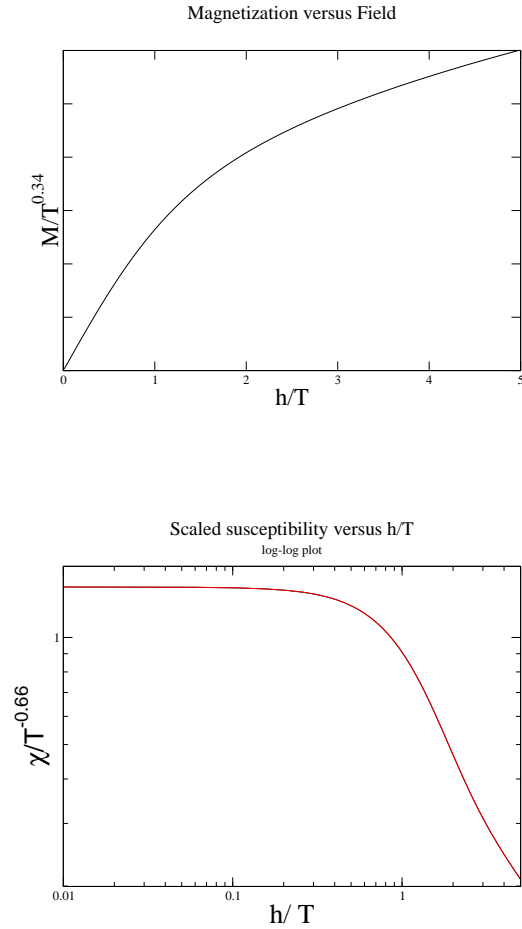 Magnetization versus Field
M/T^0.34
0 1 2 3 4 5
h/T
Scaled susceptibility versus h/T
log-log plot
1
χ/T^-0.66
0.01 0.1 1
h/ T